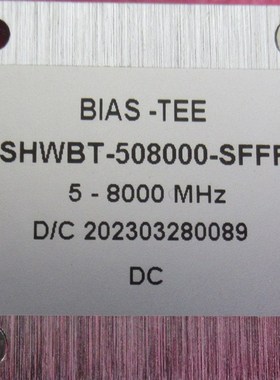 BIAS -TEE
SHWBT-508000-SFFF
5 - 8000 MHz
D/C 202303280089
DC